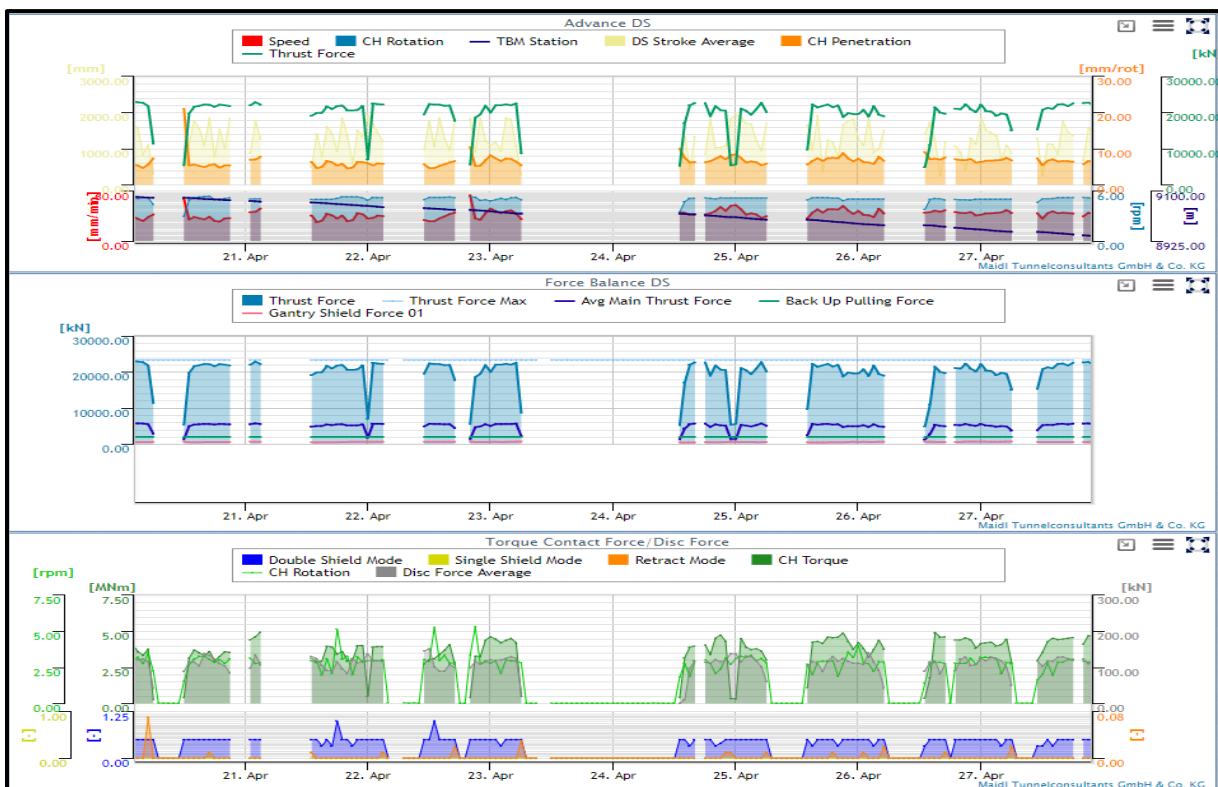 Advance DS
Speed CH Rotation TBM Station DS Stroke Average CH Penetration
Thrust Force
[mm] [mm/rot] [kN
3000.00 30.00 30000.00
2000.00 20.00 20000.00
1000.00 10.00 10000.00
0.00 0.00
80.00 6.00 9100.00
[mm/min] [rpm] [m]
0.00 0.00 8925.00
21. Apr 22. Apr 23. Apr 24. Apr 25. Apr 26. Apr 27. Apr
Maidl Tunnelconsultants GmbH & Co. KG
Force Balance DS
Thrust Force Thrust Force Max Avg Main Thrust Force Back Up Pulling Force
Gantry Shield Force 01
[kN]
30000.00
20000.00
10000.00
0.00
21. Apr 22. Apr 23. Apr 24. Apr 25. Apr 26. Apr 27. Apr
Maidl Tunnelconsultants GmbH & Co. KG
Torque Contact Force/Disc Force
Double Shield Mode Single Shield Mode Retract Mode CH Torque
CH Rotation Disc Force Average
[rpm] [MNm] [kN]
7.50 7.50 300.00
5.00 5.00 200.00
2.50 2.50 100.00
0.00 0.00 0.00
1.00 1.25 0.08
[-] [-] [-]
0.00 0.00 0.00
21. Apr 22. Apr 23. Apr 24. Apr 25. Apr 26. Apr 27. Apr
Maidl Tunnelconsultants GmbH & Co. KG